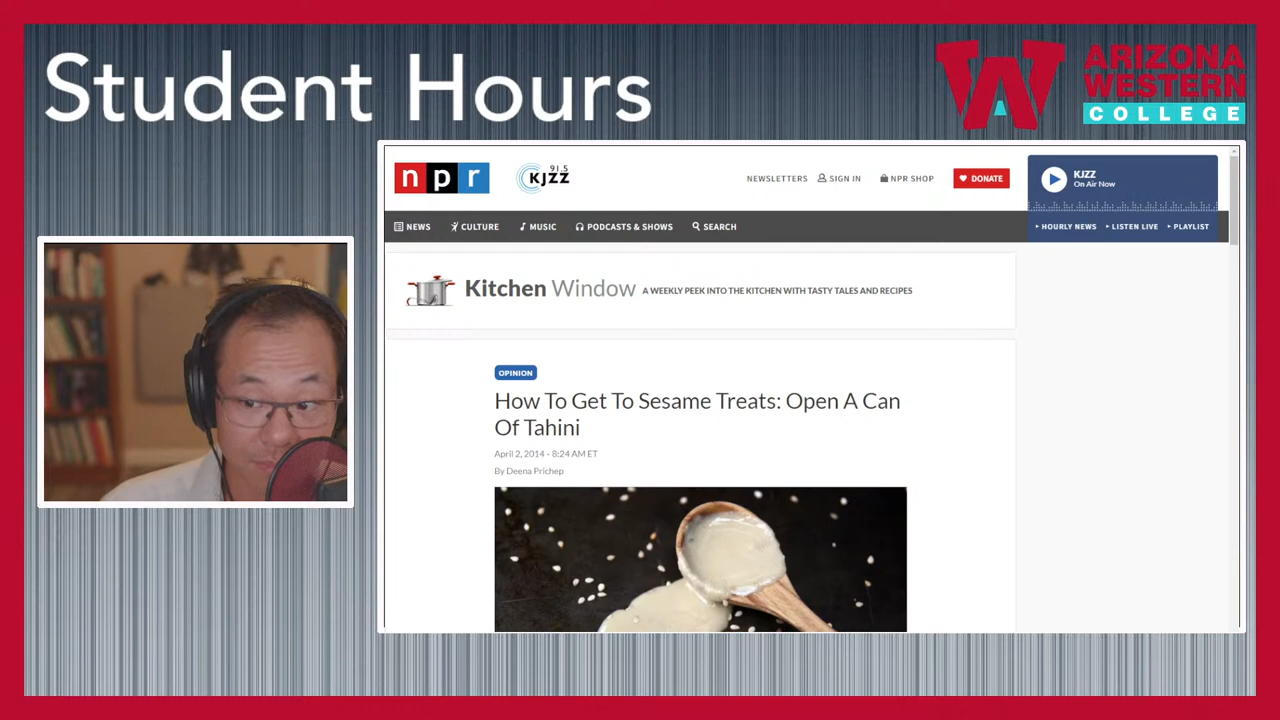 Student Hours
ARIZONA
WESTERN
COLLEGE
npr
91.5
KJZZ
NEWSLETTERS SIGN IN NPR SHOP DONATE
KJZZ
On Air Now
NEWS CULTURE MUSIC PODCASTS & SHOWS SEARCH
HOURLY NEWS LISTEN LIVE PLAYLIST
Kitchen Window A WEEKLY PEEK INTO THE KITCHEN WITH TASTY TALES AND RECIPES
OPINION
How To Get To Sesame Treats: Open A Can
Of Tahini
April 2, 2014 · 8:24 AM ET
By Deena Prichep